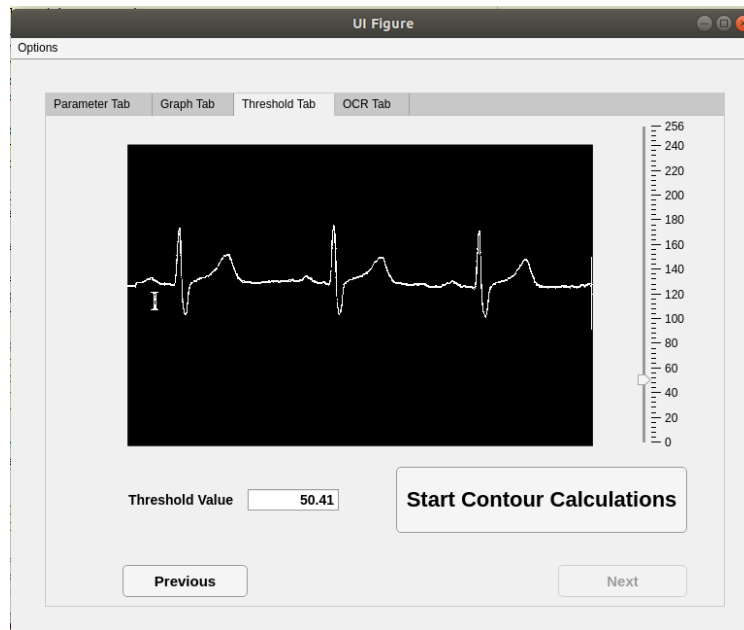 UI Figure
Options
Parameter Tab
Graph Tab
Threshold Tab
OCR Tab
256
240
220
200
180
160
140
120
100
80
60
40
20
0
I
Threshold Value
50.41
Start Contour Calculations
Previous
Next